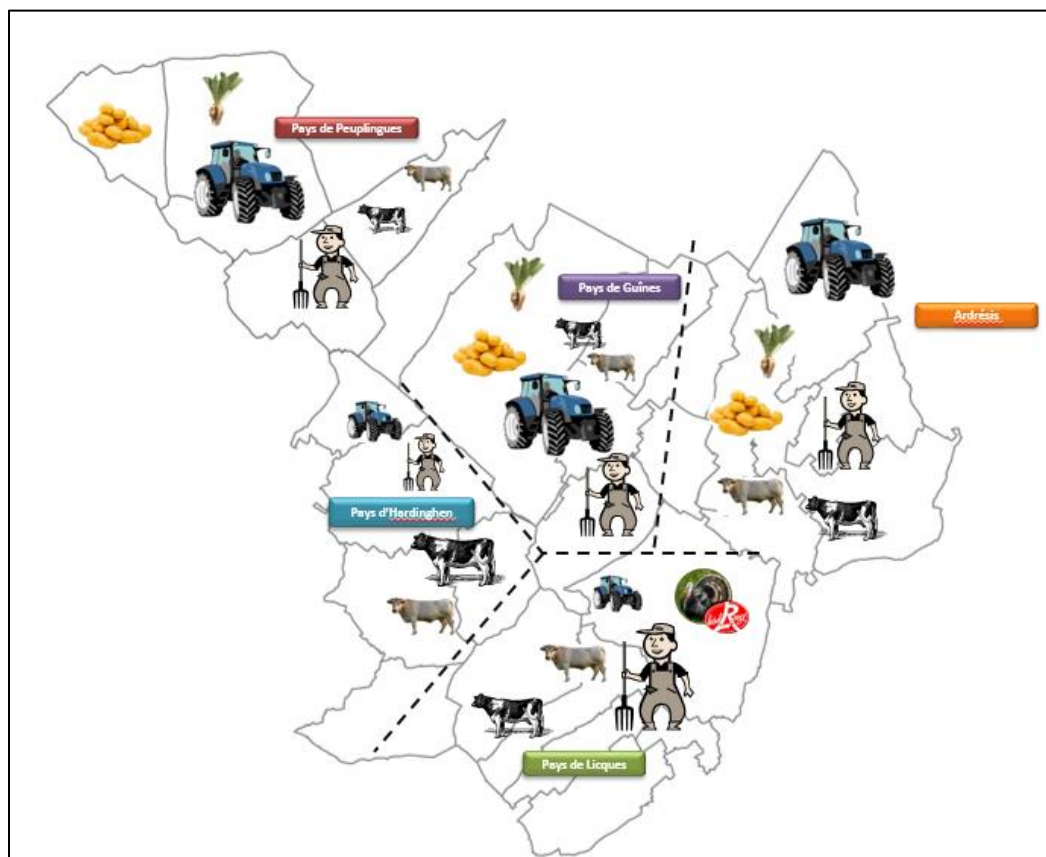 Pays de Peuplingues
Pays de Guînes
Ardrésis
Pays d'Hardinghen
Pays de Licques